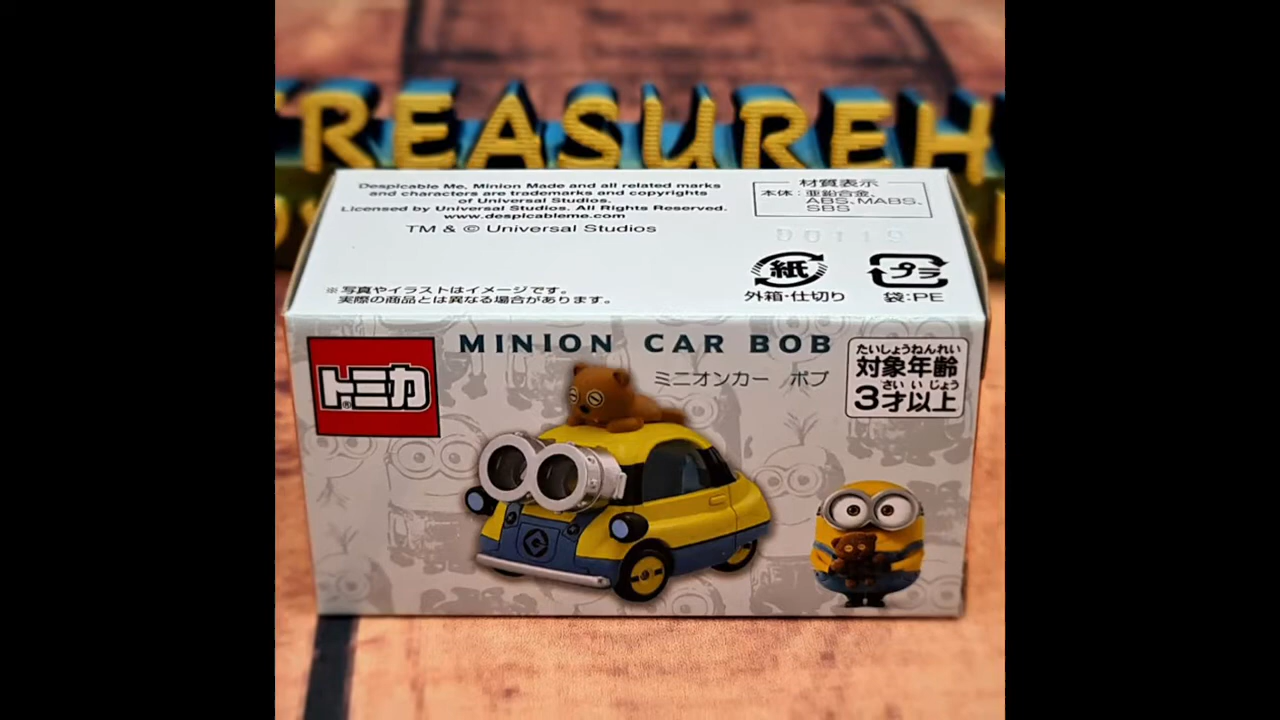 TREASUREH
Despicable Me, Minion Made and all related marks
and characters are trademarks and copyrights
of Universal Studios.
Licensed by Universal Studios. All Rights Reserved.
www.despicableme.com
TM & © Universal Studios
材質表示
本体：亜鉛合金、
ABS、MABS、
SBS
紙
外箱・仕切り
プラ
袋：PE
※写真やイラストはイメージです。
実際の商品とは異なる場合があります。
トミカ®
MINION CAR BOB
ミニオンカー ボブ
たいしょうねんれい
対象年齢
さいいじょう
3才以上